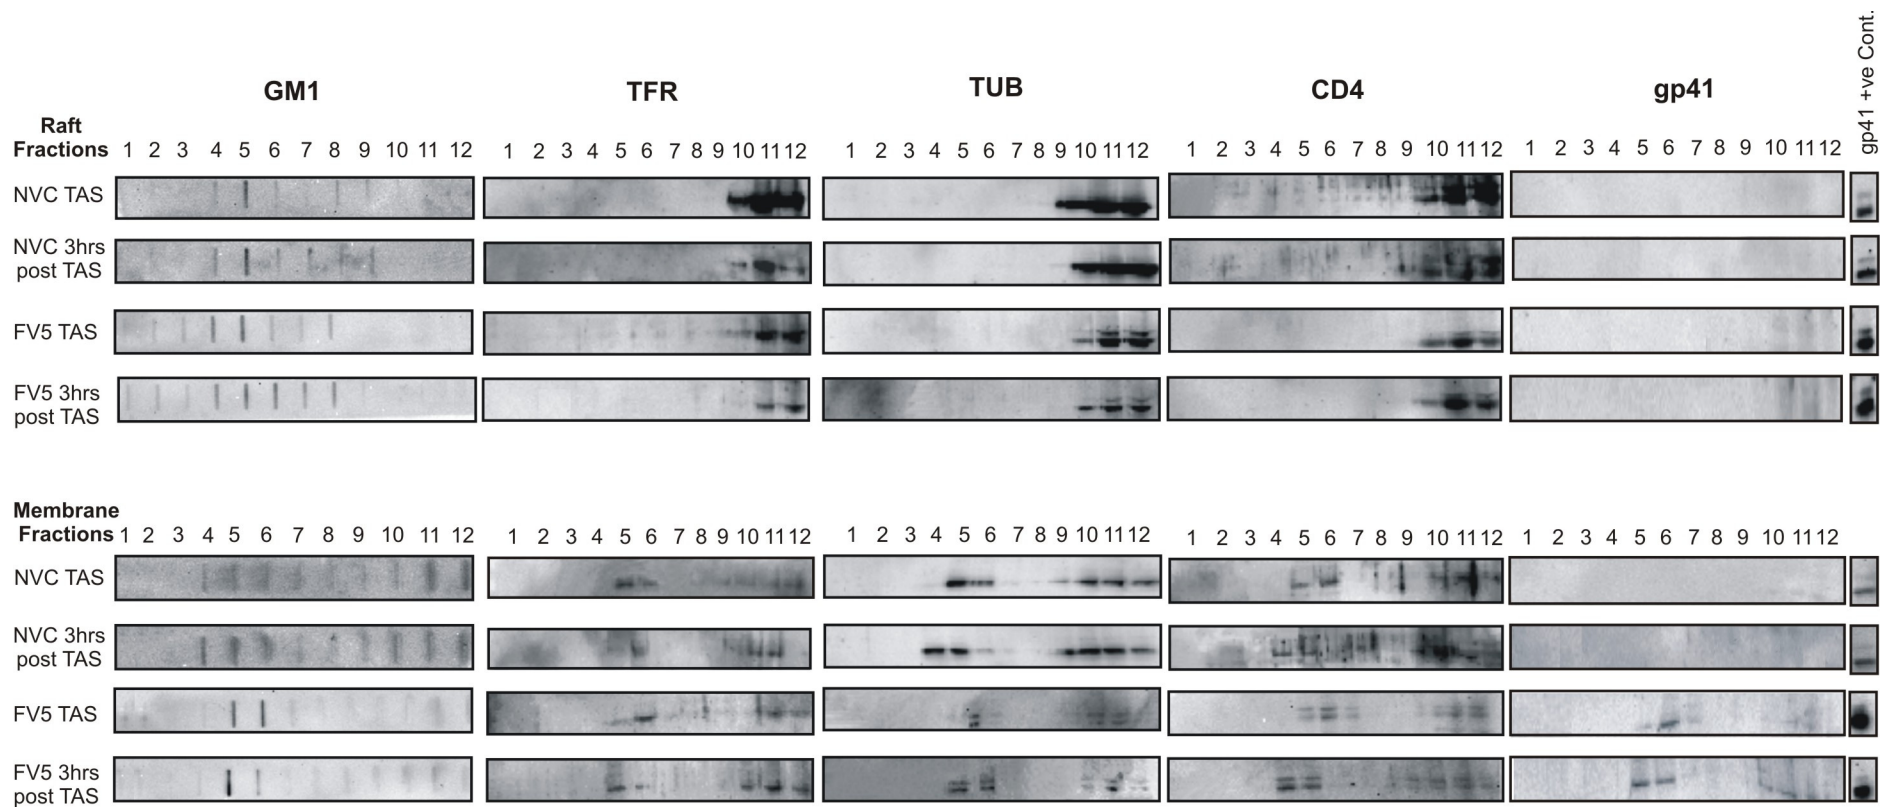 GM1 TFR TUB CD4 gp41 gp41 +ve Cont.
Raft
Fractions 1 2 3 4 5 6 7 8 9 10 11 12 1 2 3 4 5 6 7 8 9 10 11 12 1 2 3 4 5 6 7 8 9 10 11 12 1 2 3 4 5 6 7 8 9 10 11 12 1 2 3 4 5 6 7 8 9 10 11 12
NVC TAS
NVC 3hrs
post TAS
FV5 TAS
FV5 3hrs
post TAS
Membrane
Fractions 1 2 3 4 5 6 7 8 9 10 11 12 1 2 3 4 5 6 7 8 9 10 11 12 1 2 3 4 5 6 7 8 9 10 11 12 1 2 3 4 5 6 7 8 9 10 11 12 1 2 3 4 5 6 7 8 9 10 11 12
NVC TAS
NVC 3hrs
post TAS
FV5 TAS
FV5 3hrs
post TAS